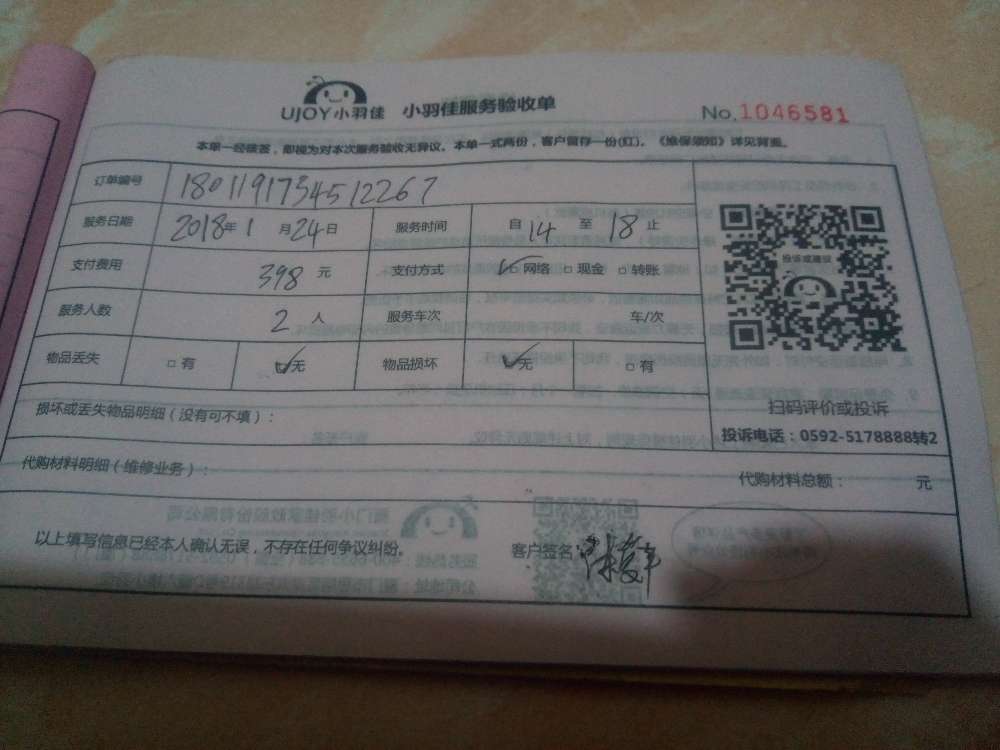 UJOY小羽佳 小羽佳服务验收单 No.1046581
本单一经接签，即视为对本次服务验收无异议。本单一式两份，客户留存一份(红)。《维保须知》详见背面。
订单编号 180119173451 2267
服务日期 2018年1月24日 服务时间 自14至18止
支付费用 398元 支付方式 ☑网络 □现金 □转账
服务人数 2人 服务车次 车/次
物品丢失 □有 ☑无 物品损坏 ☑无 □有
投诉或建议
损坏或丢失物品明细（没有可不填）：
扫码评价或投诉
投诉电话：0592-5178888转2
代购材料明细（维修业务）： 代购材料总额： 元
以上填写信息已经本人确认无误，不存在任何争议纠纷。 客户签名：